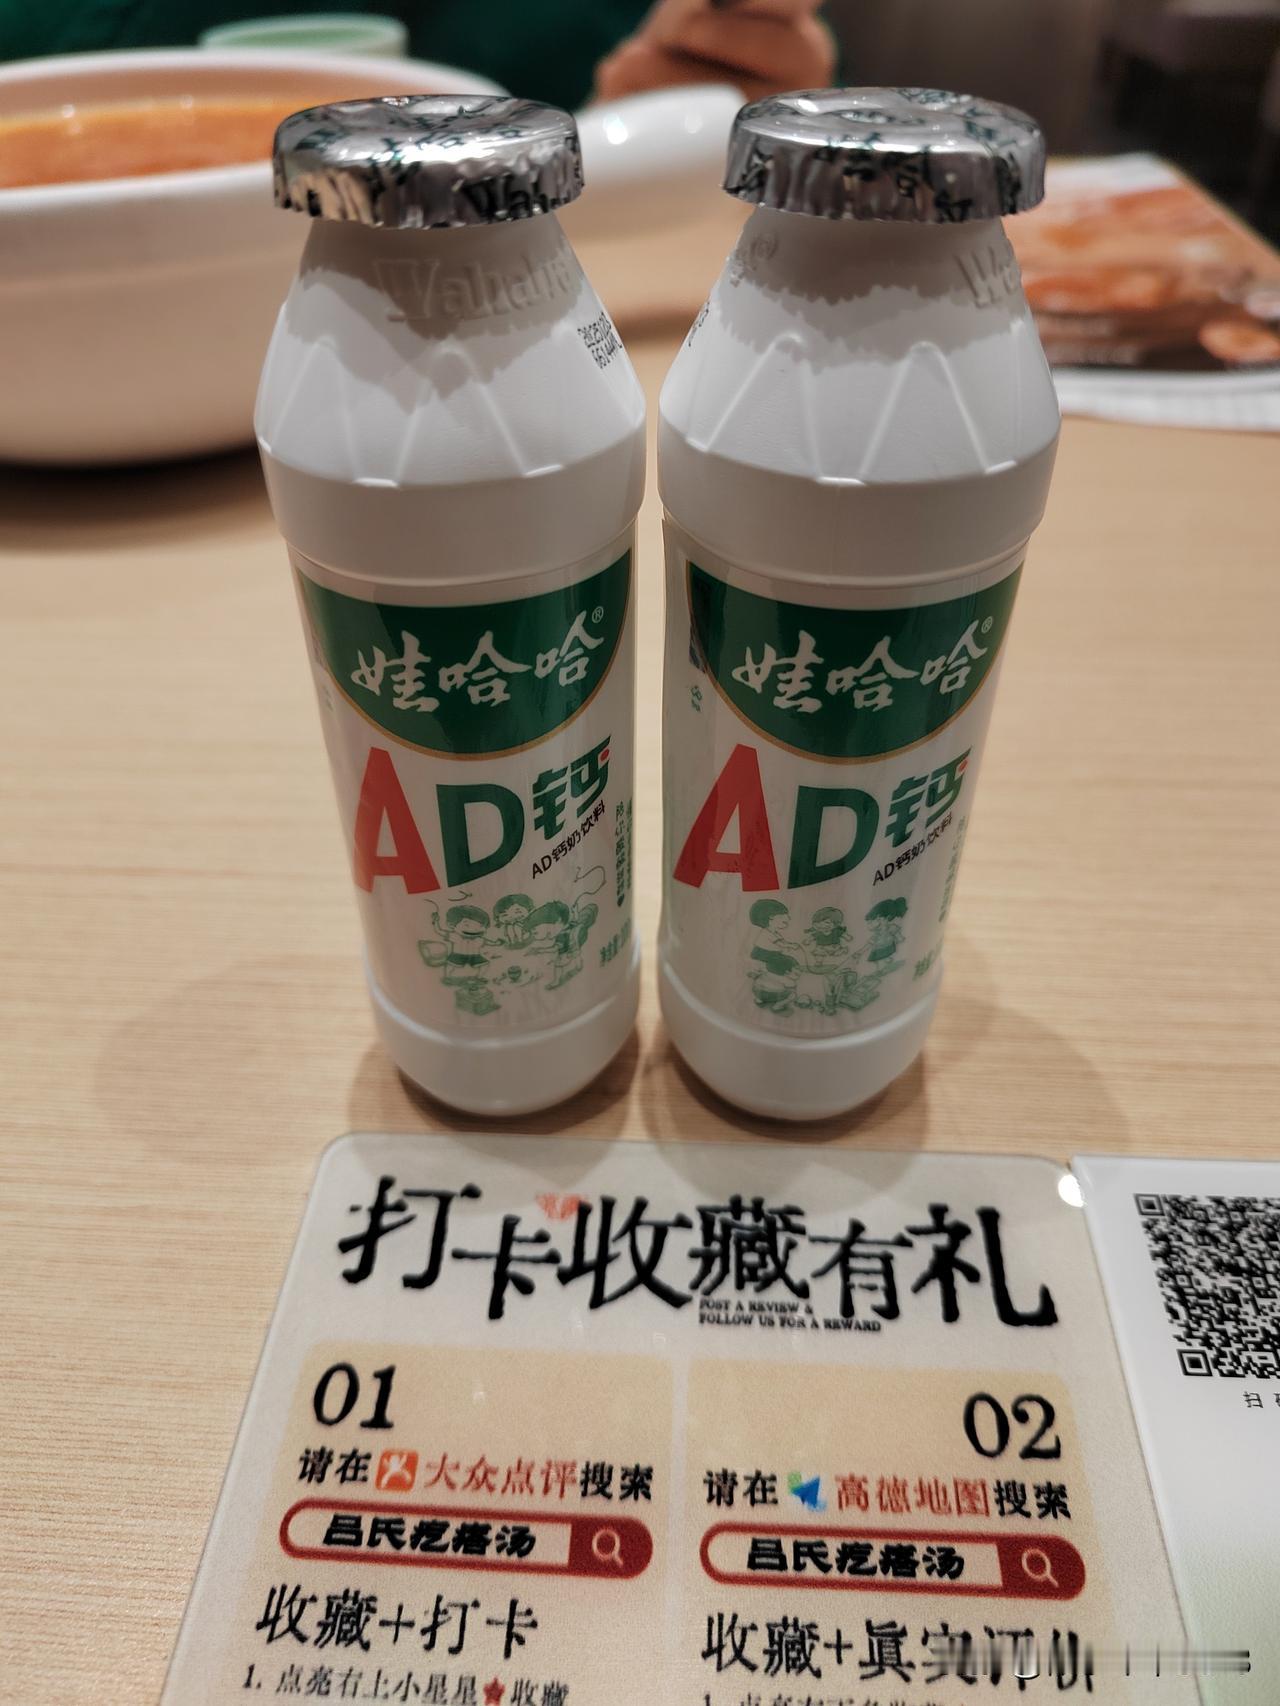 Wahaha
娃哈哈®
AD钙
AD钙奶饮料
Wa
娃哈哈®
AD钙
AD钙奶饮料
打卡收藏有礼
POST A REVIEW &
FOLLOW US FOR A REWARD
01
请在大众点评搜索
吕氏疙瘩汤
收藏+打卡
1. 点亮右上小星星★收藏
02
请在高德地图搜索
吕氏疙瘩汤
收藏+真实评
扫